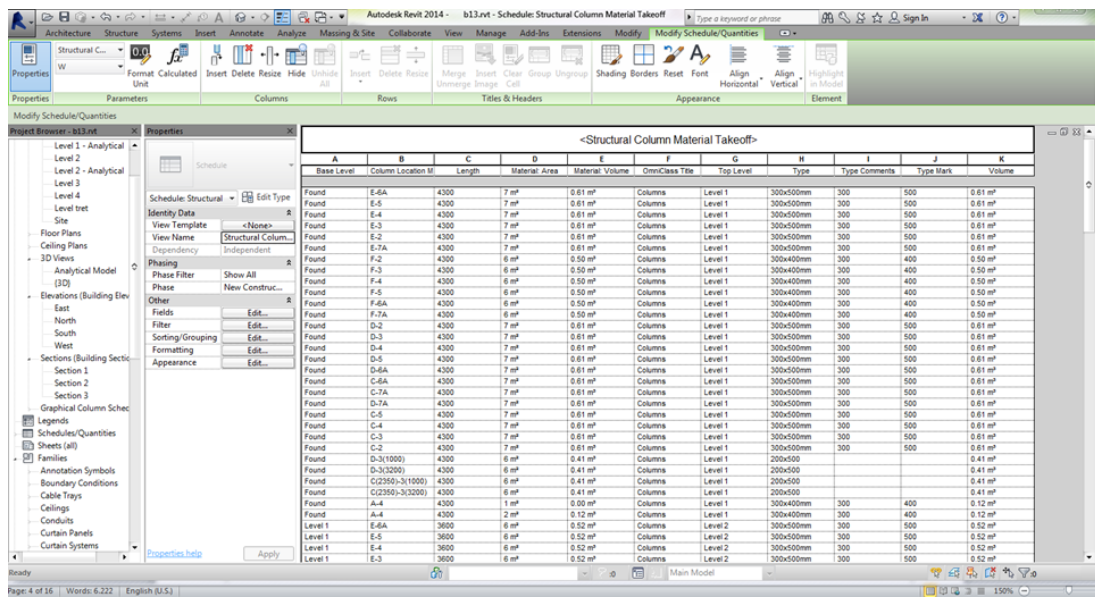 Autodesk Revit 2014 - b13.rvt - Schedule: Structural Column Material Takeoff Type a keyword or phrase Sign In
Architecture Structure Systems Insert Annotate Analyze Massing & Site Collaborate View Manage Add-Ins Extensions Modify Modify Schedule/Quantities
Structural C...
W
Properties Format Unit Calculated Insert Delete Resize Hide Unhide All Insert Delete Resize Merge Unmerge Insert Image Clear Cell Group Ungroup Shading Borders Reset Font Align Horizontal Align Vertical Highlight in Model
Properties Parameters Columns Rows Titles & Headers Appearance Element
Modify Schedule/Quantities
Project Browser - b13.rvt
Level 1 - Analytical
Level 2
Level 2 - Analytical
Level 3
Level 4
Level tret
Site
Floor Plans
Ceiling Plans
3D Views
Analytical Model
{3D}
Elevations (Building Elev
East
North
South
West
Sections (Building Sectio
Section 1
Section 2
Section 3
Graphical Column Sched
Legends
Schedules/Quantities
Sheets (all)
Families
Annotation Symbols
Boundary Conditions
Cable Trays
Ceilings
Conduits
Curtain Panels
Curtain Systems
Properties
Schedule
Schedule: Structural Edit Type
Identity Data
View Template <None>
View Name Structural Colum...
Dependency Independent
Phasing
Phase Filter Show All
Phase New Construc...
Other
Fields Edit...
Filter Edit...
Sorting/Grouping Edit...
Formatting Edit...
Appearance Edit...
Properties help Apply
<Structural Column Material Takeoff>
A B C D E F G H I J K
Base Level Column Location M Length Material: Area Material: Volume OmniClass Title Top Level Type Type Comments Type Mark Volume
Found E-6A 4300 7 m² 0.61 m³ Columns Level 1 300x500mm 300 500 0.61 m³
Found E-5 4300 7 m² 0.61 m³ Columns Level 1 300x500mm 300 500 0.61 m³
Found E-4 4300 7 m² 0.61 m³ Columns Level 1 300x500mm 300 500 0.61 m³
Found E-3 4300 7 m² 0.61 m³ Columns Level 1 300x500mm 300 500 0.61 m³
Found E-2 4300 7 m² 0.61 m³ Columns Level 1 300x500mm 300 500 0.61 m³
Found E-7A 4300 7 m² 0.61 m³ Columns Level 1 300x500mm 300 500 0.61 m³
Found F-2 4300 6 m² 0.50 m³ Columns Level 1 300x400mm 300 400 0.50 m³
Found F-3 4300 6 m² 0.50 m³ Columns Level 1 300x400mm 300 400 0.50 m³
Found F-4 4300 6 m² 0.50 m³ Columns Level 1 300x400mm 300 400 0.50 m³
Found F-5 4300 6 m² 0.50 m³ Columns Level 1 300x400mm 300 400 0.50 m³
Found F-6A 4300 6 m² 0.50 m³ Columns Level 1 300x400mm 300 400 0.50 m³
Found F-7A 4300 6 m² 0.50 m³ Columns Level 1 300x400mm 300 400 0.50 m³
Found D-2 4300 7 m² 0.61 m³ Columns Level 1 300x500mm 300 500 0.61 m³
Found D-3 4300 7 m² 0.61 m³ Columns Level 1 300x500mm 300 500 0.61 m³
Found D-4 4300 7 m² 0.61 m³ Columns Level 1 300x500mm 300 500 0.61 m³
Found D-5 4300 7 m² 0.61 m³ Columns Level 1 300x500mm 300 500 0.61 m³
Found D-6A 4300 7 m² 0.61 m³ Columns Level 1 300x500mm 300 500 0.61 m³
Found C-6A 4300 7 m² 0.61 m³ Columns Level 1 300x500mm 300 500 0.61 m³
Found C-7A 4300 7 m² 0.61 m³ Columns Level 1 300x500mm 300 500 0.61 m³
Found D-7A 4300 7 m² 0.61 m³ Columns Level 1 300x500mm 300 500 0.61 m³
Found C-5 4300 7 m² 0.61 m³ Columns Level 1 300x500mm 300 500 0.61 m³
Found C-4 4300 7 m² 0.61 m³ Columns Level 1 300x500mm 300 500 0.61 m³
Found C-3 4300 7 m² 0.61 m³ Columns Level 1 300x500mm 300 500 0.61 m³
Found C-2 4300 7 m² 0.61 m³ Columns Level 1 300x500mm 300 500 0.61 m³
Found D-3(1000) 4300 6 m² 0.41 m³ Columns Level 1 200x500 0.41 m³
Found D-3(3200) 4300 6 m² 0.41 m³ Columns Level 1 200x500 0.41 m³
Found C(2350)-3(1000) 4300 6 m² 0.41 m³ Columns Level 1 200x500 0.41 m³
Found C(2350)-3(3200) 4300 6 m² 0.41 m³ Columns Level 1 200x500 0.41 m³
Found A-4 4300 1 m² 0.00 m³ Columns Level 1 300x400mm 300 400 0.12 m³
Found A-4 4300 2 m² 0.12 m³ Columns Level 1 300x400mm 300 400 0.12 m³
Level 1 E-6A 3600 6 m² 0.52 m³ Columns Level 2 300x500mm 300 500 0.52 m³
Level 1 E-5 3600 6 m² 0.52 m³ Columns Level 2 300x500mm 300 500 0.52 m³
Level 1 E-4 3600 6 m² 0.52 m³ Columns Level 2 300x500mm 300 500 0.52 m³
Level 1 E-3 3600 6 m² 0.52 m³ Columns Level 2 300x500mm 300 500 0.52 m³
Ready :0 Main Model :0
Page: 4 of 16 Words: 6.222 English (U.S.) 150%